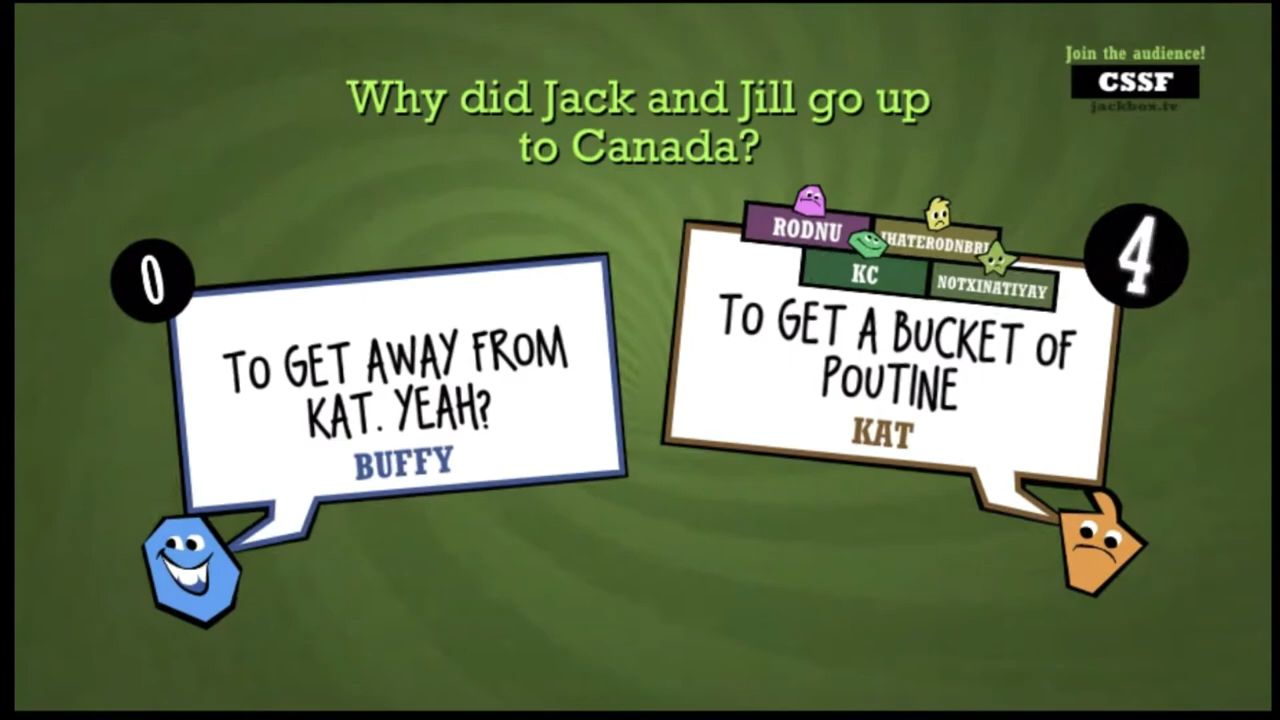 Join the audience!
CSSF
jackbox.tv
Why did Jack and Jill go up
to Canada?
0
TO GET AWAY FROM
KAT. YEAH?
BUFFY
4
RODNU
IHATERODNBRI
KC
NOTXINATIYAY
TO GET A BUCKET OF
POUTINE
KAT